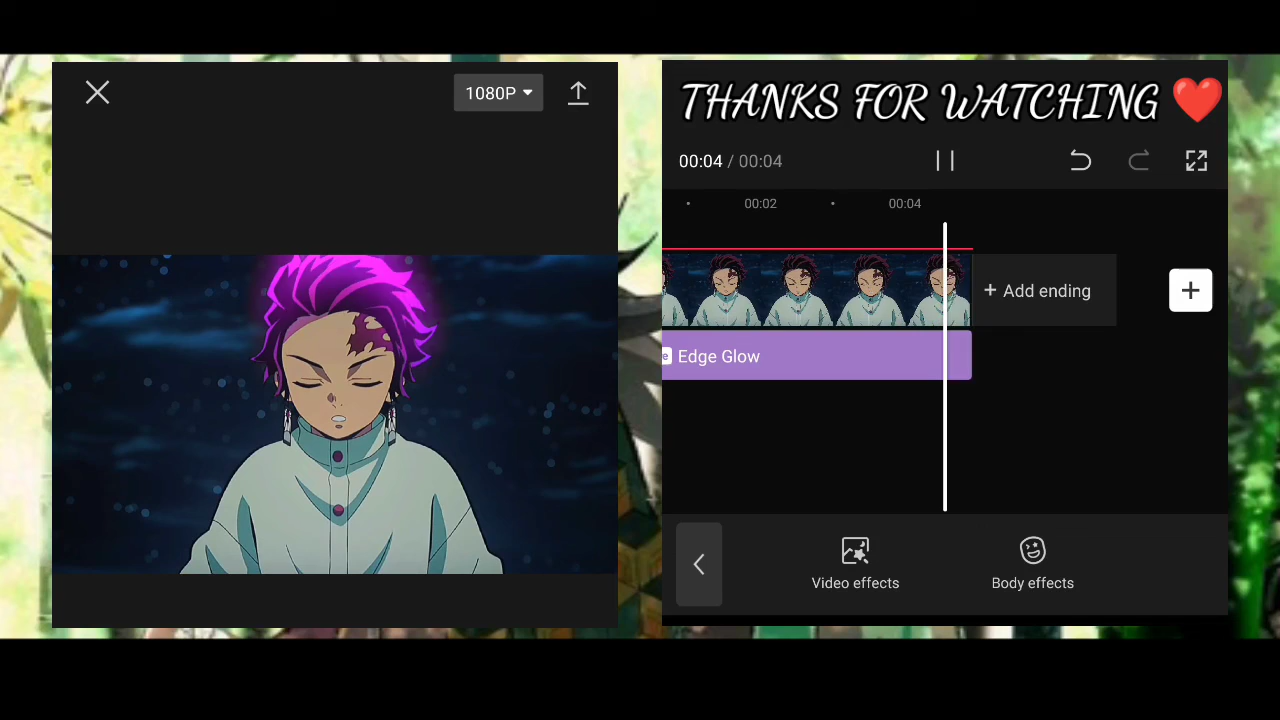 1080P
THANKS FOR WATCHING ❤️
00:04 / 00:04
00:02
00:04
+ Add ending
Edge Glow
Video effects
Body effects